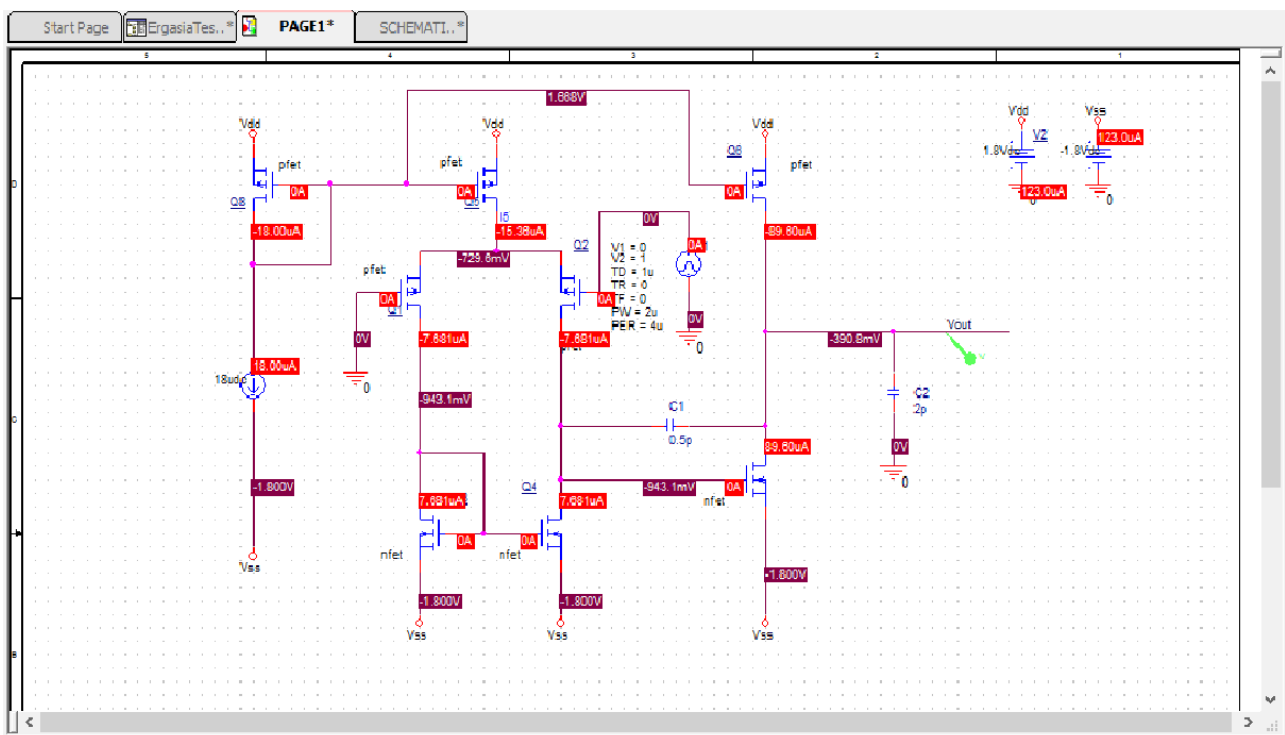 Start Page
ErgasiaTes..*
PAGE1*
SCHEMATI..*
5
4
3
2
1
1.668V
Vdd
Vdd
Vdd
Vdd
Vss
V2
123.0uA
1.8Vdc
-1.8Vdc
123.0uA
0
0
pfet
pfet
Q6
pfet
D
0A
0A
0A
Q8
Q5
I5
-18.00uA
-15.36uA
-89.60uA
0V
Q2
-729.6mV
V1 = 0
V2 = 1
TD = 1u
TR = 0
TF = 0
PW = 2u
PER = 4u
0A
pfet
0A
0A
Q1
0V
0V
-7.681uA
-7.681uA
pfet
0
0
-390.8mV
Vout
18.00uA
18udc
-943.1mV
C1
0.5p
C2
2p
C
89.60uA
0V
0
-1.800V
Q4
-943.1mV
0A
nfet
7.681uA
7.681uA
0A
0A
nfet
nfet
Vss
-1.800V
-1.800V
-1.800V
Vss
Vss
Vss
B